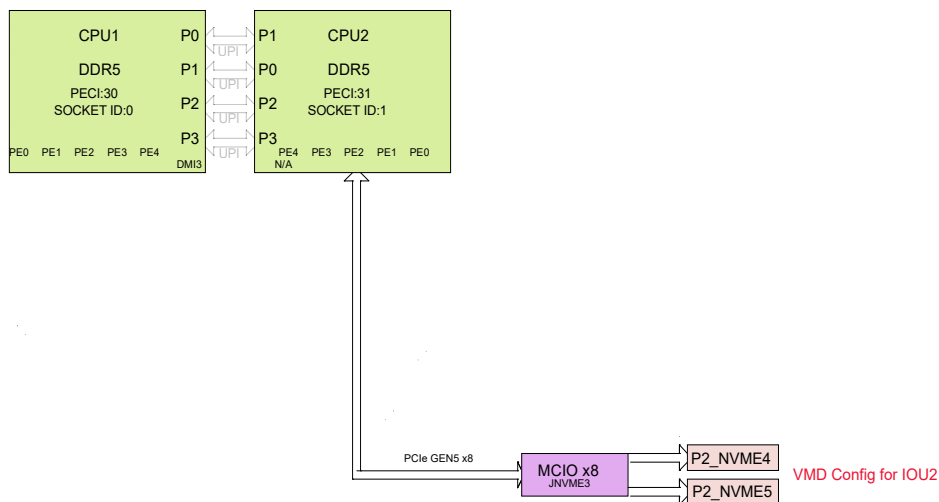 CPU1 P0 UPI P1 CPU2
DDR5 P1 UPI P0 DDR5
PECI:30 PECI:31
SOCKET ID:0 P2 UPI P2 SOCKET ID:1
P3 UPI P3
PE0 PE1 PE2 PE3 PE4 PE4 PE3 PE2 PE1 PE0
DMI3 N/A
PCIe GEN5 x8
MCIO x8
JNVME3
P2_NVME4
VMD Config for IOU2
P2_NVME5